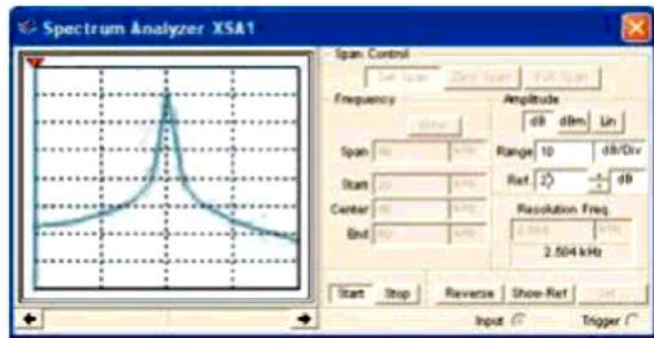 Spectrum Analyzer XSA1
Span Control
Set Span Zero Span Full Span
Frequency
Enter
Span kHz
Start kHz
Center kHz
End kHz
Amplitude
dB dBm Lin
Range 10 dB/Div
Ref. dB
Resolution Freq.
kHz
2.504 kHz
Start Stop Reverse Show-Ref Set
Input Trigger